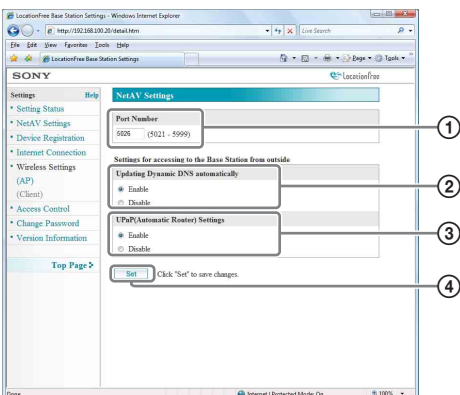 LocationFree Base Station Settings - Windows Internet Explorer
http://192.168.100.20/detail.htm
Live Search
File Edit View Favorites Tools Help
LocationFree Base Station Settings
Page Tools
SONY
LocationFree
Settings Help
NetAV Settings
• Setting Status
• NetAV Settings
• Device Registration
• Internet Connection
• Wireless Settings
(AP)
(Client)
• Access Control
• Change Password
• Version Information
Top Page
Port Number
5026 (5021 - 5999)
Settings for accessing to the Base Station from outside
Updating Dynamic DNS automatically
Enable
Disable
UPnP(Automatic Router) Settings
Enable
Disable
Set Click "Set" to save changes.
1
2
3
4
Done
Internet | Protected Mode: On
100%